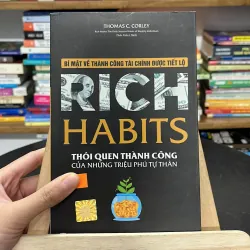 THOMAS C. CORLEY
BÍ MẬT VỀ THÀNH CÔNG TÀI CHÍNH ĐƯỢC TIẾT LỘ
RICH
HABITS
THÓI QUEN THÀNH CÔNG
CỦA NHỮNG TRIỆU PHÚ TỰ THÂN